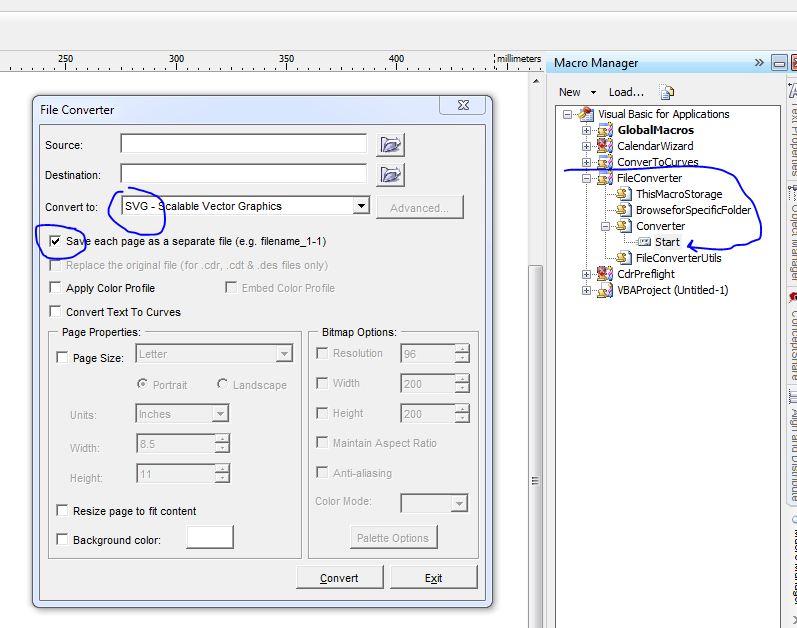 250 300 350 400 millimeters
Macro Manager
New Load...
Visual Basic for Applications
GlobalMacros
CalendarWizard
ConverToCurves
FileConverter
ThisMacroStorage
BrowseforSpecificFolder
Converter
Start
FileConverterUtils
CdrPreflight
VBAProject (Untitled-1)
File Converter
Source:
Destination:
Convert to: SVG - Scalable Vector Graphics Advanced...
Save each page as a separate file (e.g. filename_1-1)
Replace the original file (for .cdr, .cdt & .des files only)
Apply Color Profile Embed Color Profile
Convert Text To Curves
Page Properties:
Page Size: Letter
Portrait Landscape
Units: Inches
Width: 8.5
Height: 11
Resize page to fit content
Background color:
Bitmap Options:
Resolution 96
Width 200
Height 200
Maintain Aspect Ratio
Anti-aliasing
Color Mode:
Palette Options
Convert Exit
Text Properties
Object Manager
ConceptShare
Align and Distribute